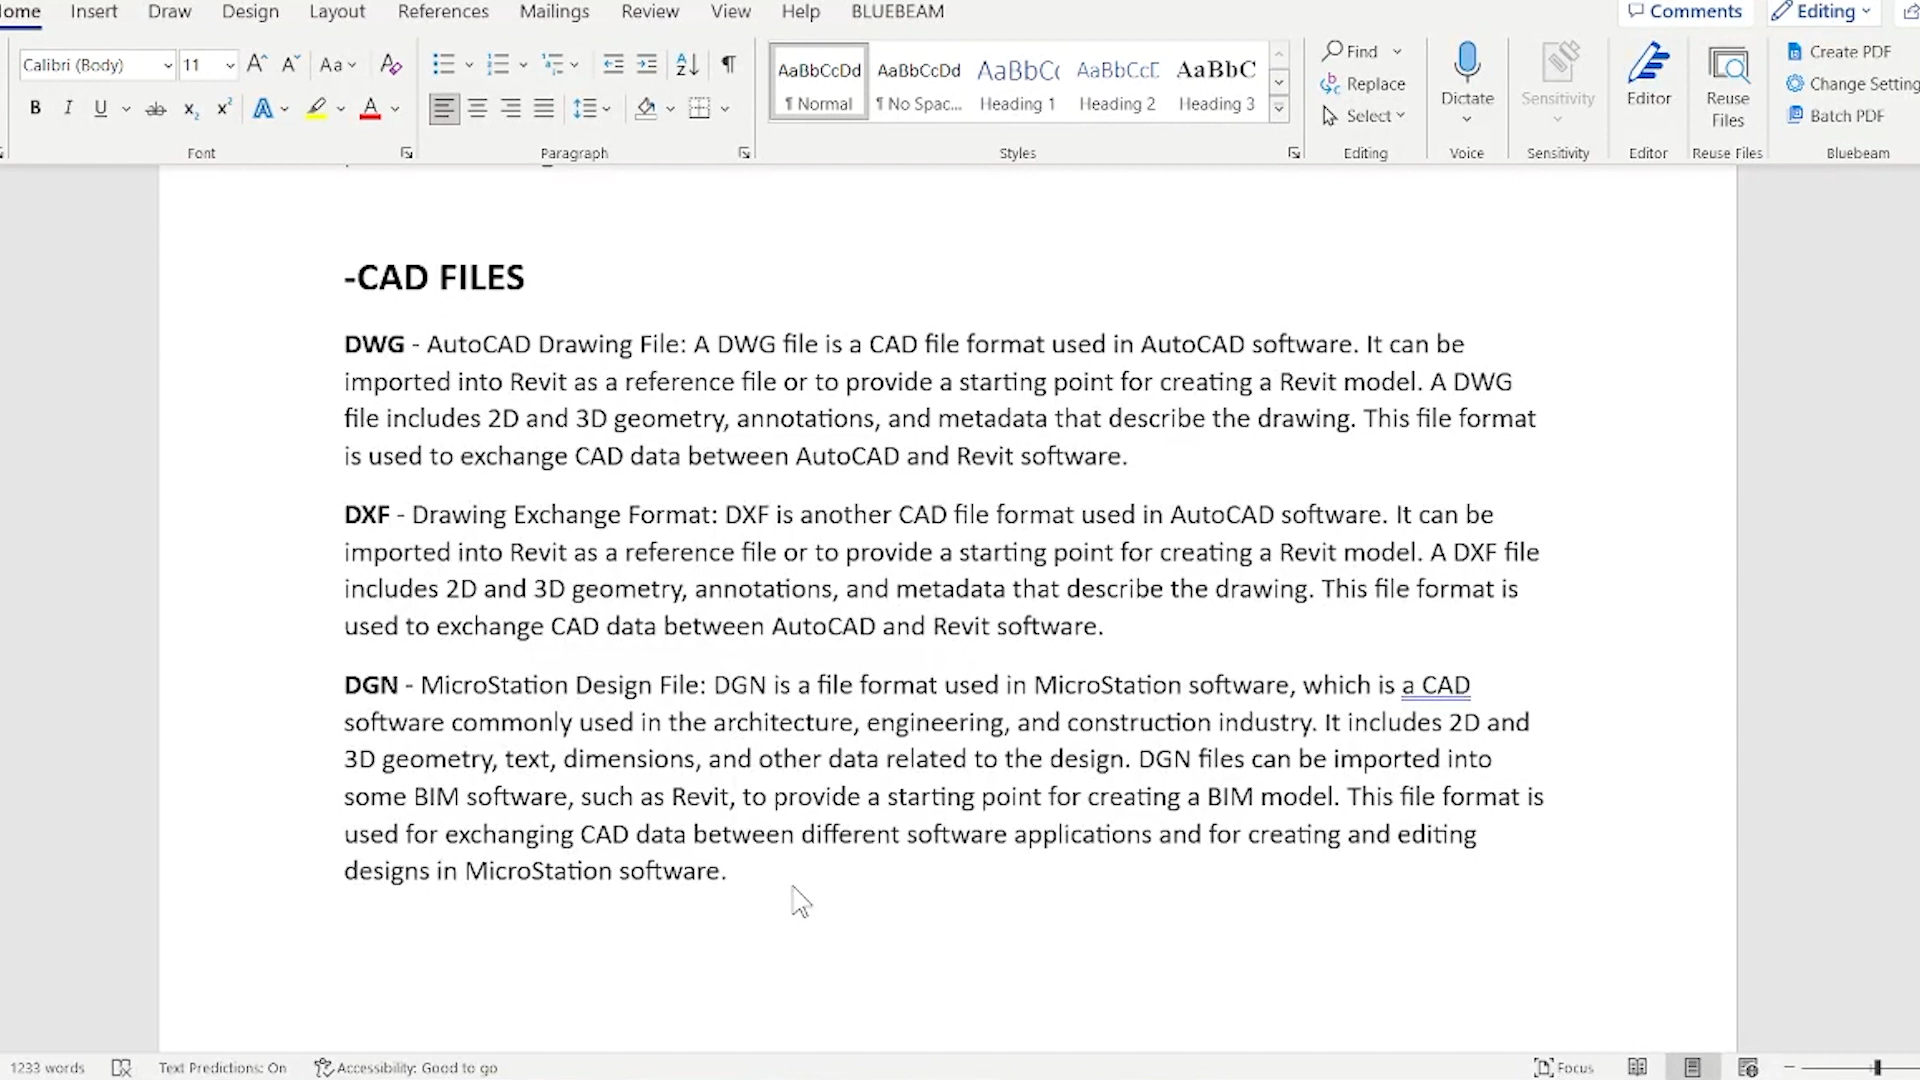 ome Insert Draw Design Layout References Mailings Review View Help BLUEBEAM Comments Editing
Calibri (Body) 11 Aa AaBbCcDd AaBbCcDd AaBbC AaBbCcD AaBbC Find Create PDF
Replace Change Setting
B I U ab x₂ x² A A ¶ Normal ¶ No Spac... Heading 1 Heading 2 Heading 3 Select Dictate Sensitivity Editor Reuse Files Batch PDF
Font Paragraph Styles Editing Voice Sensitivity Editor Reuse Files Bluebeam
-CAD FILES
DWG - AutoCAD Drawing File: A DWG file is a CAD file format used in AutoCAD software. It can be
imported into Revit as a reference file or to provide a starting point for creating a Revit model. A DWG
file includes 2D and 3D geometry, annotations, and metadata that describe the drawing. This file format
is used to exchange CAD data between AutoCAD and Revit software.
DXF - Drawing Exchange Format: DXF is another CAD file format used in AutoCAD software. It can be
imported into Revit as a reference file or to provide a starting point for creating a Revit model. A DXF file
includes 2D and 3D geometry, annotations, and metadata that describe the drawing. This file format is
used to exchange CAD data between AutoCAD and Revit software.
DGN - MicroStation Design File: DGN is a file format used in MicroStation software, which is a CAD
software commonly used in the architecture, engineering, and construction industry. It includes 2D and
3D geometry, text, dimensions, and other data related to the design. DGN files can be imported into
some BIM software, such as Revit, to provide a starting point for creating a BIM model. This file format is
used for exchanging CAD data between different software applications and for creating and editing
designs in MicroStation software.
1233 words Text Predictions: On Accessibility: Good to go Focus